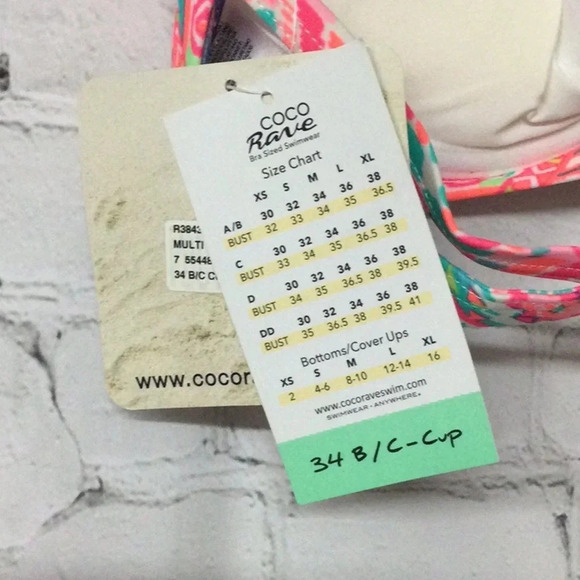 COCO
Rave
Bra Sized Swimwear
Size Chart
XS S M L XL
A/B 30 32 34 36 38
BUST 32 33 34 35 36.5
C 30 32 34 36 38
BUST 33 34 35 36.5 38
D 30 32 34 36 38
BUST 34 35 36.5 38 39.5
DD 30 32 34 36 38
BUST 35 36.5 38 39.5 41
Bottoms/Cover Ups
XS S M L XL
2 4-6 8-10 12-14 16
www.cocoraveswim.com
SWIMWEAR-ANYWHERE®
34 B/C-Cup
MULTI
34 B/C
www.cocor